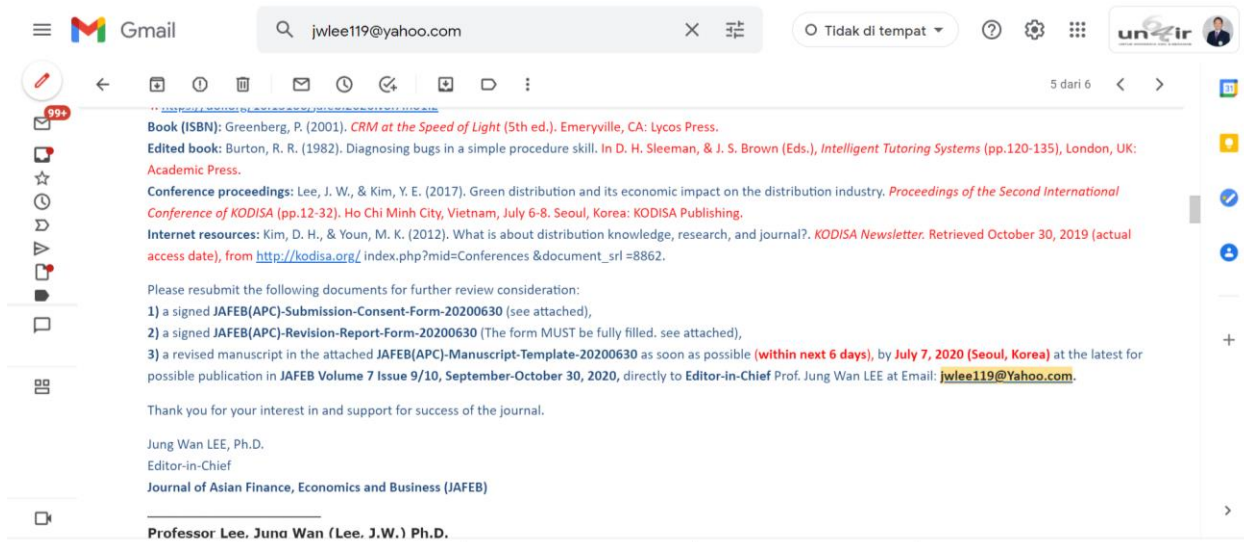 Gmail
jwlee119@yahoo.com
Tidak di tempat
31
99+
5 dari 6
Book (ISBN): Greenberg, P. (2001). CRM at the Speed of Light (5th ed.). Emeryville, CA: Lycos Press.
Edited book: Burton, R. R. (1982). Diagnosing bugs in a simple procedure skill. In D. H. Sleeman, & J. S. Brown (Eds.), Intelligent Tutoring Systems (pp.120-135), London, UK:
Academic Press.
Conference proceedings: Lee, J. W., & Kim, Y. E. (2017). Green distribution and its economic impact on the distribution industry. Proceedings of the Second International
Conference of KODISA (pp.12-32). Ho Chi Minh City, Vietnam, July 6-8. Seoul, Korea: KODISA Publishing.
Internet resources: Kim, D. H., & Youn, M. K. (2012). What is about distribution knowledge, research, and journal?. KODISA Newsletter. Retrieved October 30, 2019 (actual
access date), from http://kodisa.org/ index.php?mid=Conferences &document_srl =8862.
Please resubmit the following documents for further review consideration:
1) a signed JAFEB(APC)-Submission-Consent-Form-20200630 (see attached),
2) a signed JAFEB(APC)-Revision-Report-Form-20200630 (The form MUST be fully filled. see attached),
3) a revised manuscript in the attached JAFEB(APC)-Manuscript-Template-20200630 as soon as possible (within next 6 days), by July 7, 2020 (Seoul, Korea) at the latest for
possible publication in JAFEB Volume 7 Issue 9/10, September-October 30, 2020, directly to Editor-in-Chief Prof. Jung Wan LEE at Email: jwlee119@Yahoo.com.
Thank you for your interest in and support for success of the journal.
Jung Wan LEE, Ph.D.
Editor-in-Chief
Journal of Asian Finance, Economics and Business (JAFEB)
Professor Lee, Jung Wan (Lee, J.W.) Ph.D.